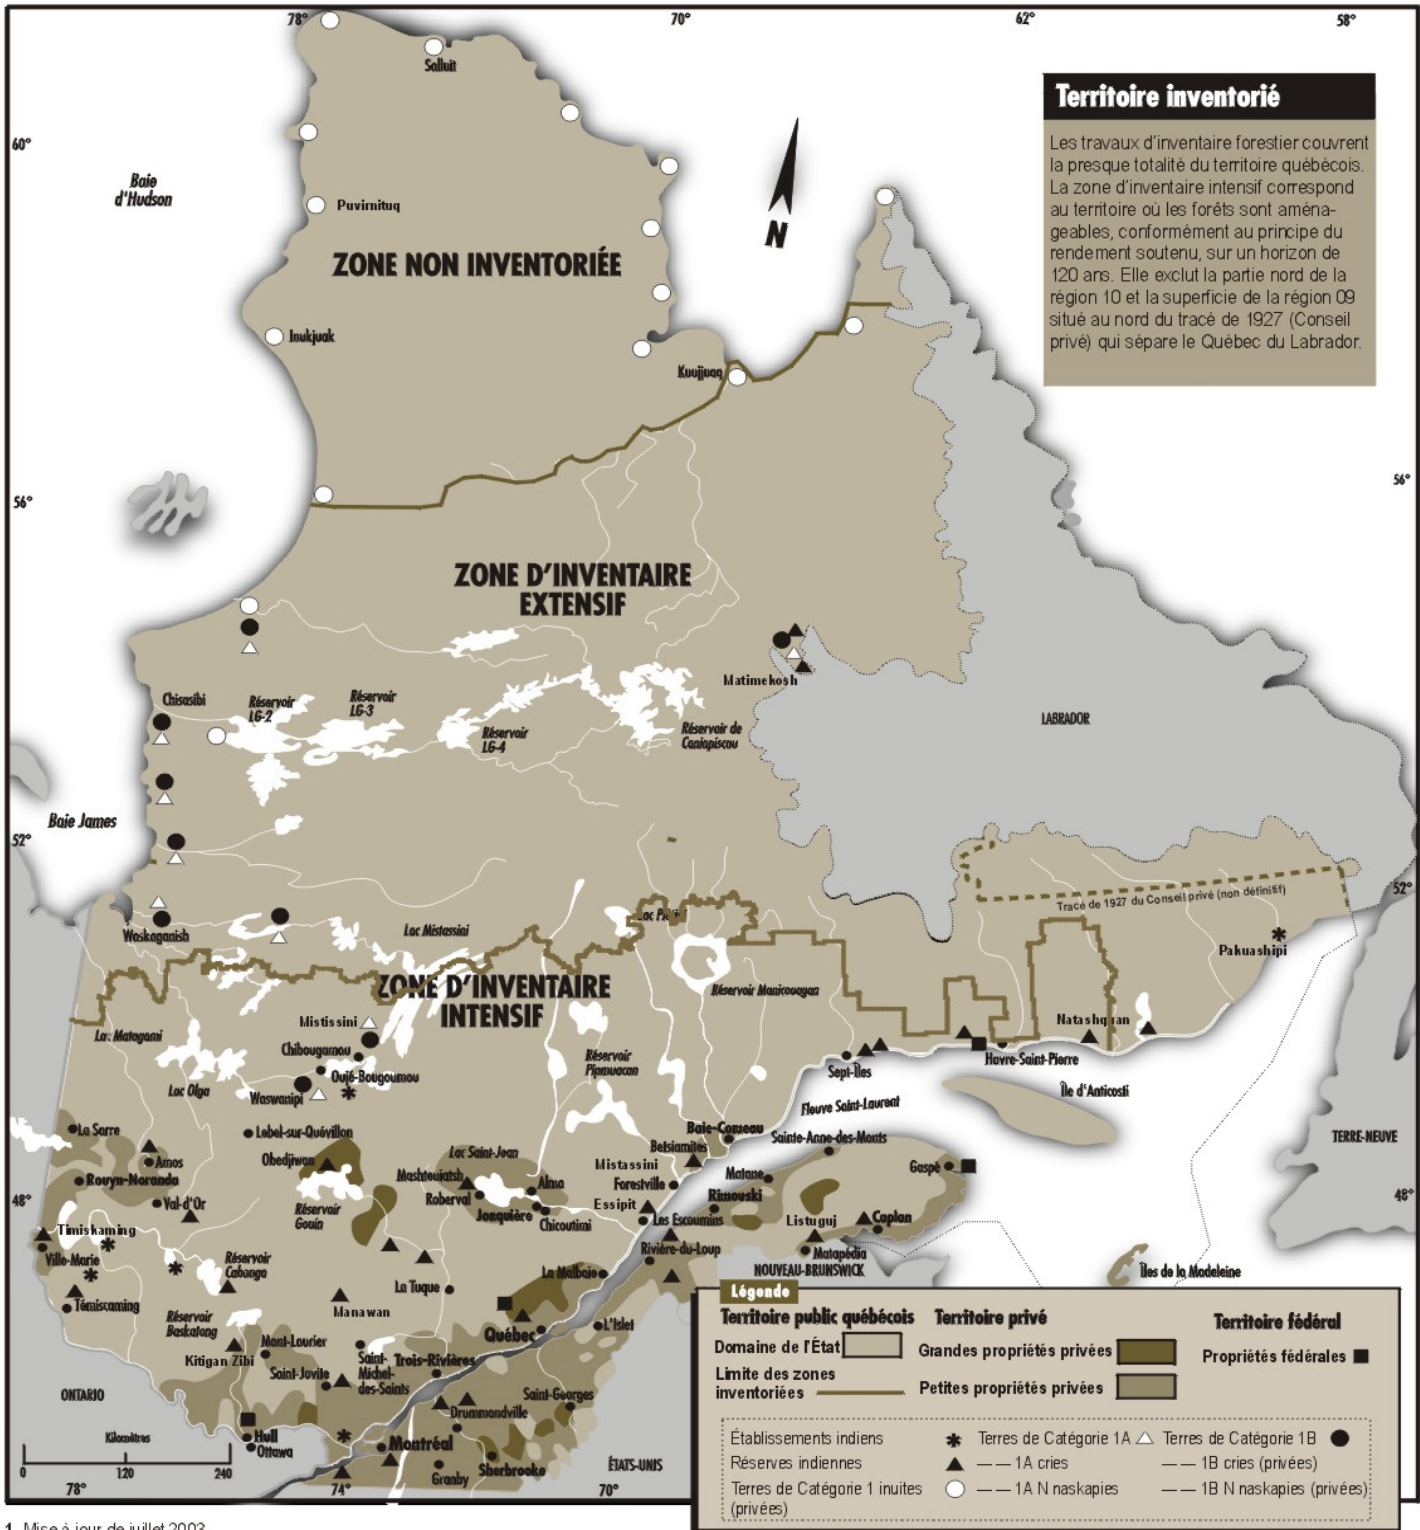 78°
70°
62°
58°
Salluit
Territoire inventorié
Les travaux d'inventaire forestier couvrent
la presque totalité du territoire québécois.
La zone d'inventaire intensif correspond
au territoire où les forêts sont aména-
geables, conformément au principe du
rendement soutenu, sur un horizon de
120 ans. Elle exclut la partie nord de la
région 10 et la superficie de la région 09
situé au nord du tracé de 1927 (Conseil
privé) qui sépare le Québec du Labrador.
60°
Baie
d'Hudson
Puvirnituq
N
ZONE NON INVENTORIÉE
Inukjuak
Kuujjuaq
56°
56°
ZONE D'INVENTAIRE
EXTENSIF
Matimekosh
Chisasibi
Réservoir
LG-2
Réservoir
LG-3
Réservoir
LG-4
Réservoir de
Caniapiscau
LABRADOR
Baie James
52°
52°
Tracé de 1927 du Conseil privé (non définitif)
Waskaganish
Lac Mistassini
Pakuashipi
ZONE D'INVENTAIRE
INTENSIF
Réservoir Manicouagan
Mistissini
Natashquan
Matagami
Chibougamau
Réservoir
Pipmuacan
Havre-Saint-Pierre
Sept-Îles
Oujé-Bougoumou
Lac Olga
Waswanipi
Île d'Anticosti
Fleuve Saint-Laurent
La Sarre
Lebel-sur-Quévillon
Baie-Comeau
Sainte-Anne-des-Monts
TERRE-NEUVE
Betsiamites
Amos
Obedjiwan
Lac Saint-Jean
Mistassini
Matane
Gaspé
Rouyn-Noranda
Mashteuiatsh
Alma
Forestville
Roberval
Rimouski
48°
48°
Val-d'Or
Réservoir
Gouin
Jonquière
Chicoutimi
Essipit
Les Escoumins
Listuguj
Caplan
Timiskaming
Rivière-du-Loup
Matapédia
Ville-Marie
Réservoir
Cabonga
La Malbaie
NOUVEAU-BRUNSWICK
Îles de la Madeleine
La Tuque
Témiscaming
Manawan
Réservoir
Baskatong
Québec
L'Islet
Mont-Laurier
Kitigan Zibi
Saint-Jovite
Saint-
Michel-
des-Saints
Trois-Rivières
Saint-Georges
ONTARIO
Drummondville
Hull
Ottawa
Montréal
Granby
Sherbrooke
ÉTATS-UNIS
Kilomètres
0 120 240
78°
74°
70°
Légende
Territoire public québécois
Domaine de l'État
Limite des zones
inventoriées
Territoire privé
Grandes propriétés privées
Petites propriétés privées
Territoire fédéral
Propriétés fédérales
Établissements indiens Terres de Catégorie 1A Terres de Catégorie 1B
Réserves indiennes — — 1A cries — — 1B cries (privées)
Terres de Catégorie 1 inuites — — 1A N naskapies — — 1B N naskapies (privées)
(privées)
1 Mise à jour de juillet 2003